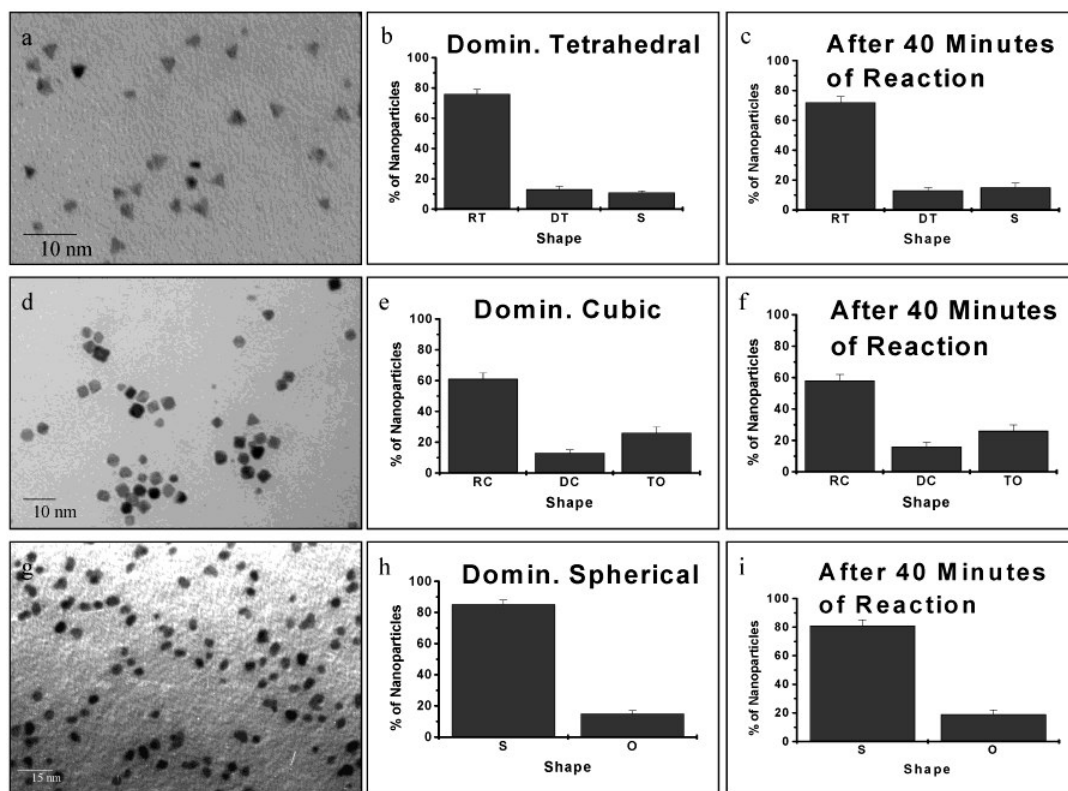 a
10 nm
b
Domin. Tetrahedral
% of Nanoparticles
100
80
60
40
20
0
RT DT S
Shape
c
After 40 Minutes
of Reaction
% of Nanoparticles
100
80
60
40
20
0
RT DT S
Shape
d
10 nm
e
Domin. Cubic
% of Nanoparticles
100
80
60
40
20
0
RC DC TO
Shape
f
After 40 Minutes
of Reaction
% of Nanoparticles
100
80
60
40
20
0
RC DC TO
Shape
g
15 nm
h
Domin. Spherical
% of Nanoparticles
100
80
60
40
20
0
S O
Shape
i
After 40 Minutes
of Reaction
% of Nanoparticles
100
80
60
40
20
0
S O
Shape